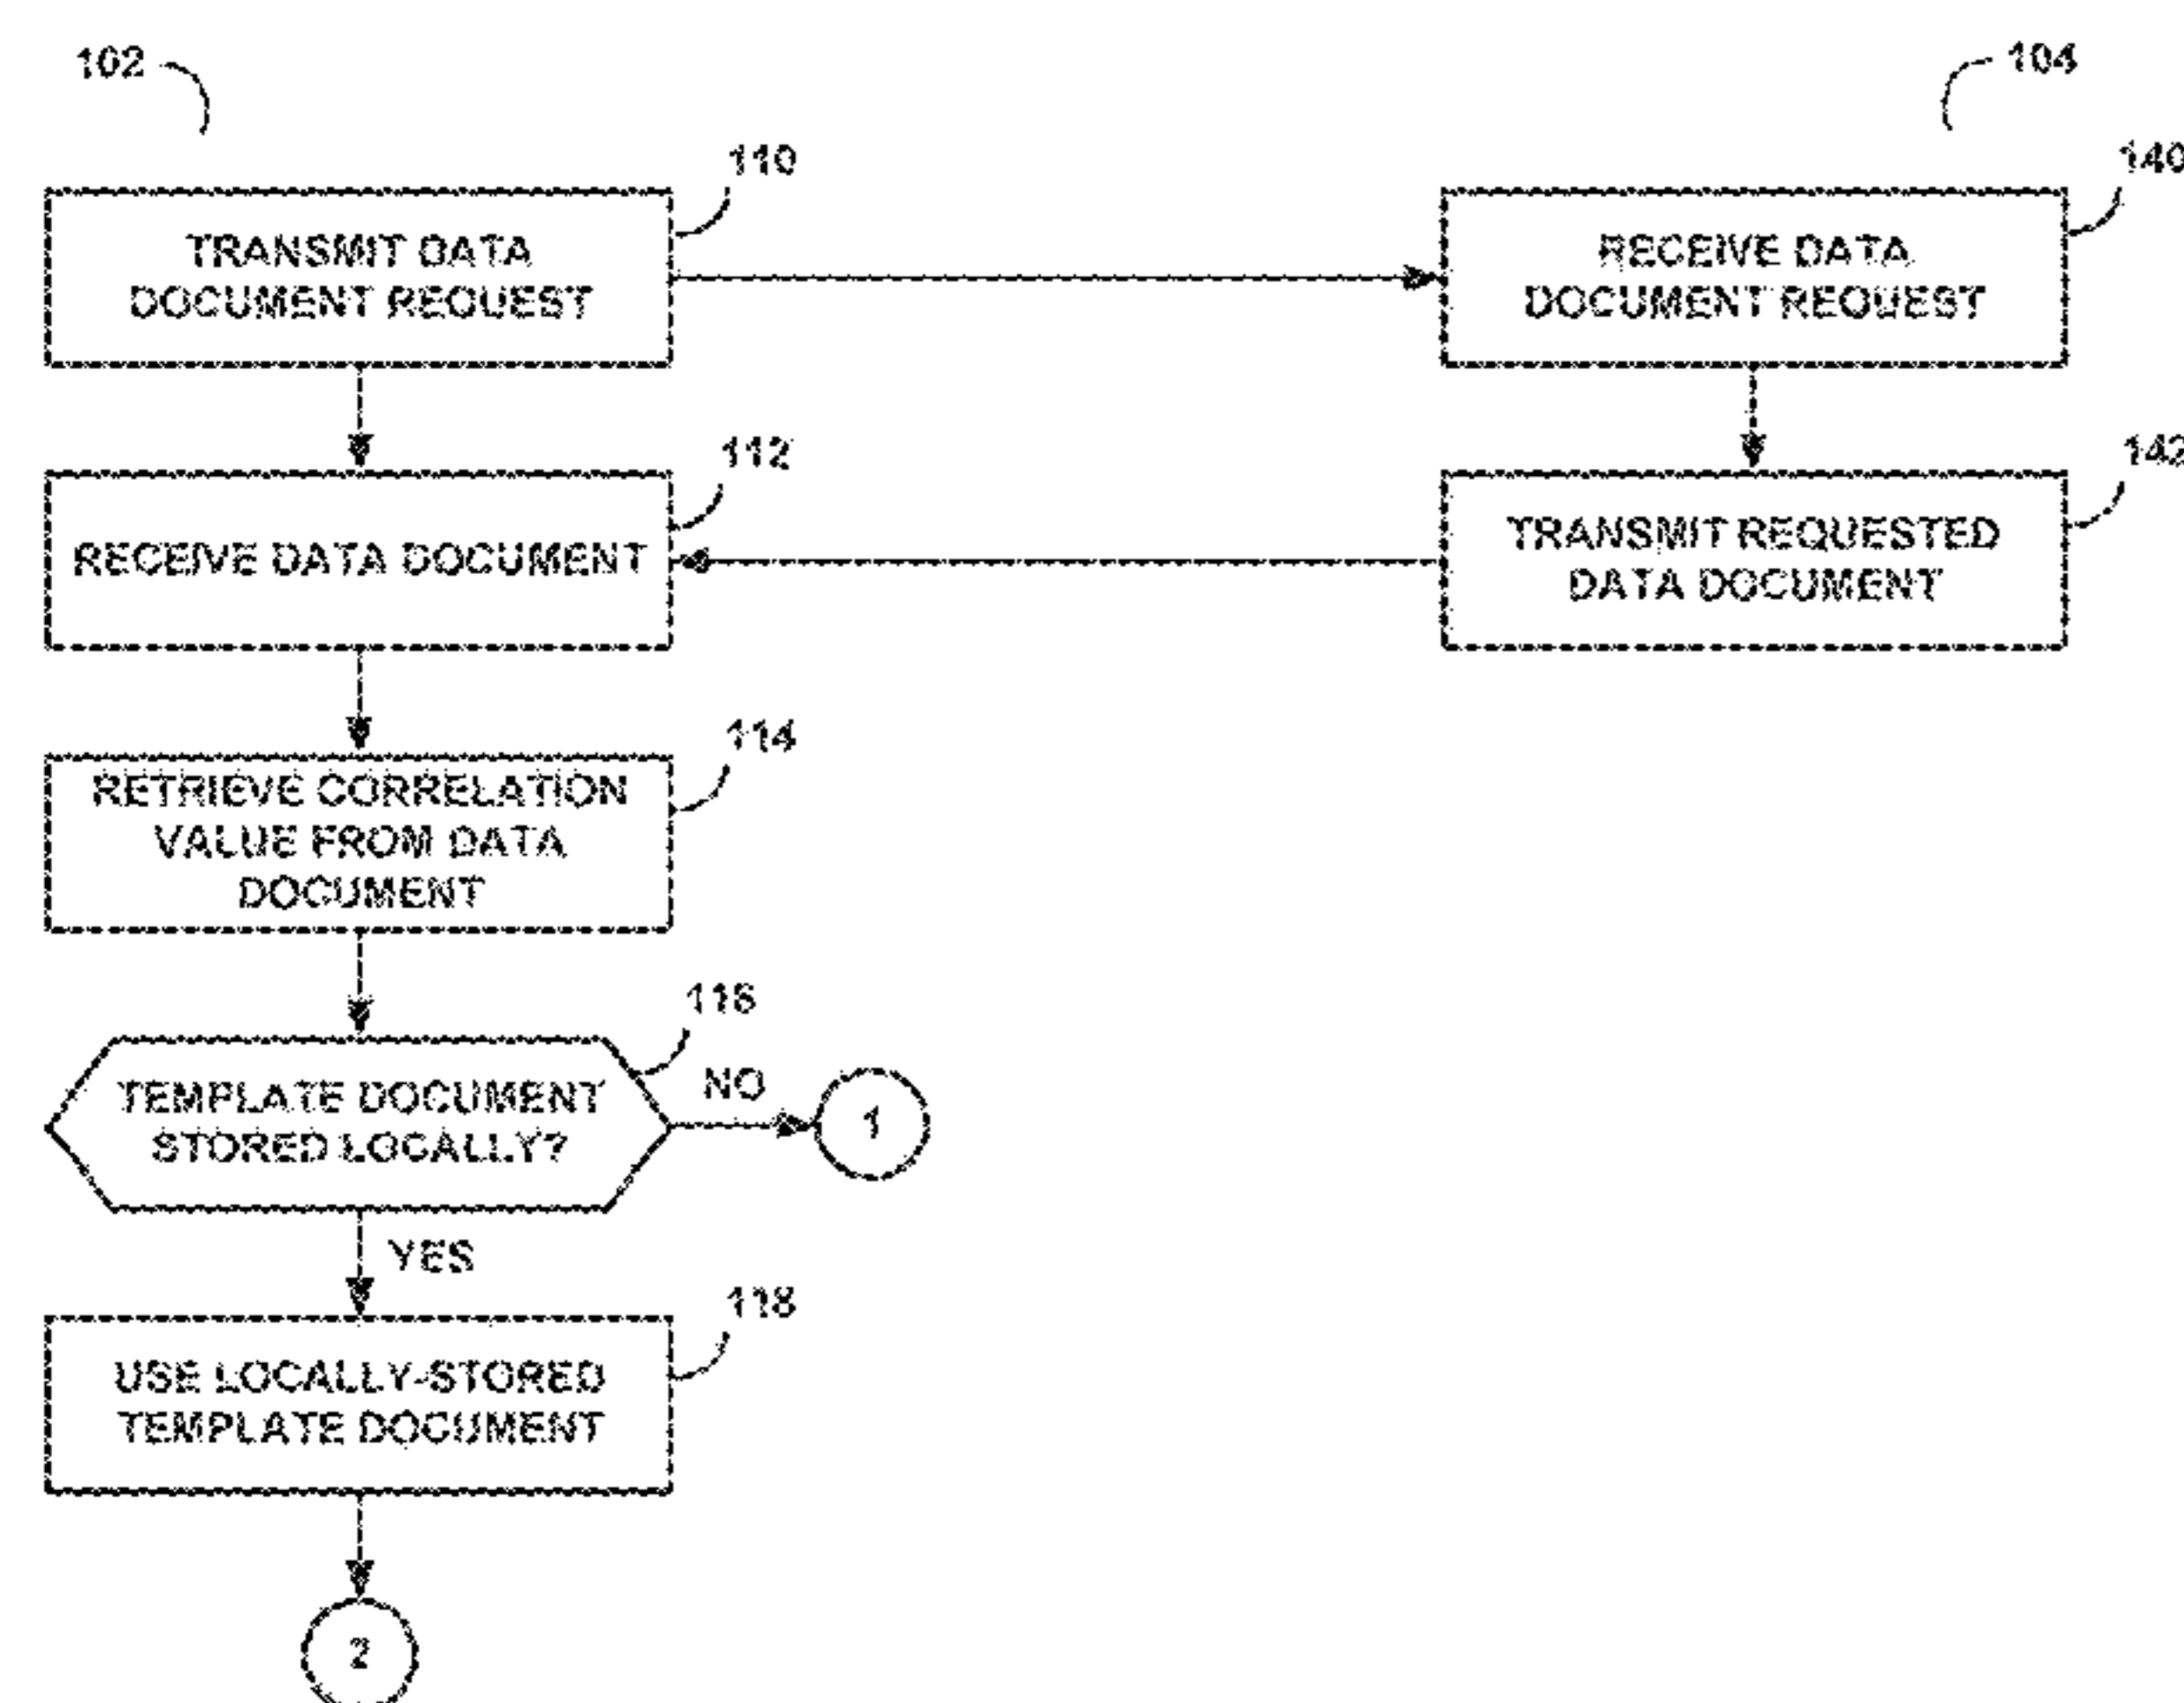 102
104
110
140
TRANSMIT DATA
DOCUMENT REQUEST
RECEIVE DATA
DOCUMENT REQUEST
112
142
RECEIVE DATA DOCUMENT
TRANSMIT REQUESTED
DATA DOCUMENT
114
RETRIEVE CORRELATION
VALUE FROM DATA
DOCUMENT
116
TEMPLATE DOCUMENT
STORED LOCALLY?
NO
1
YES
118
USE LOCALLY-STORED
TEMPLATE DOCUMENT
2